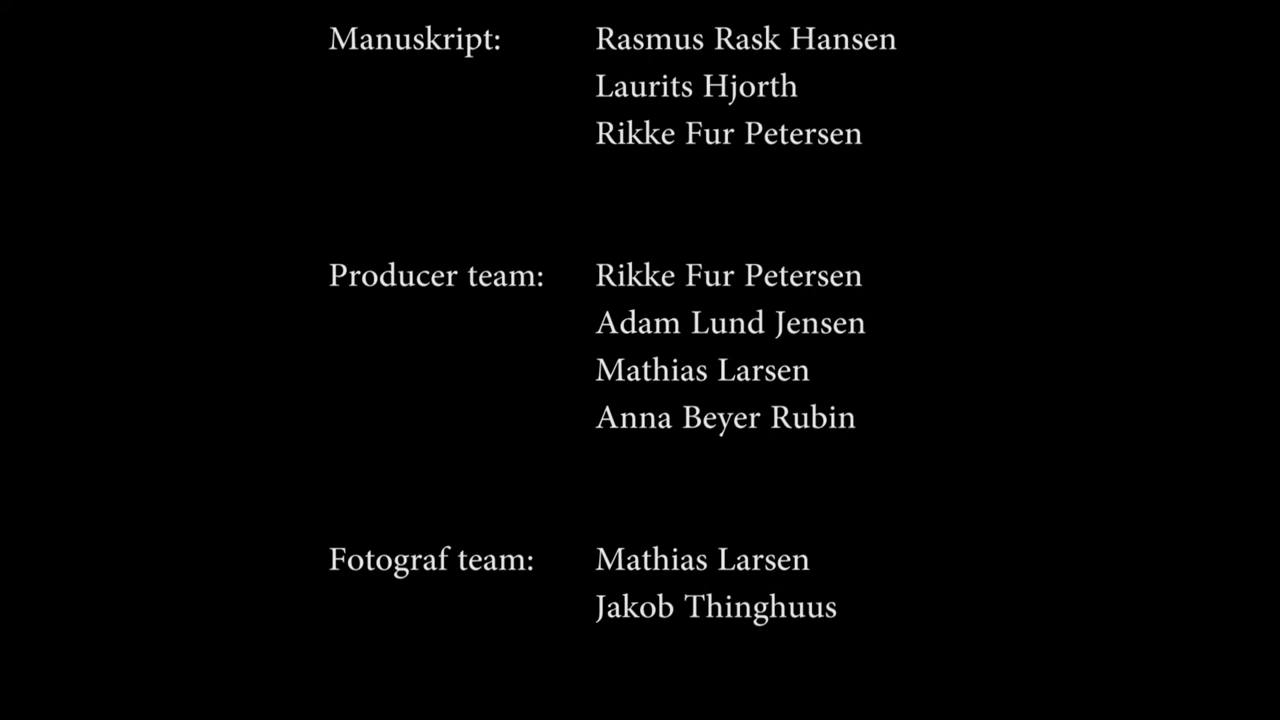 Manuskript: Rasmus Rask Hansen
Laurits Hjorth
Rikke Fur Petersen
Producer team: Rikke Fur Petersen
Adam Lund Jensen
Mathias Larsen
Anna Beyer Rubin
Fotograf team: Mathias Larsen
Jakob Thinghuus